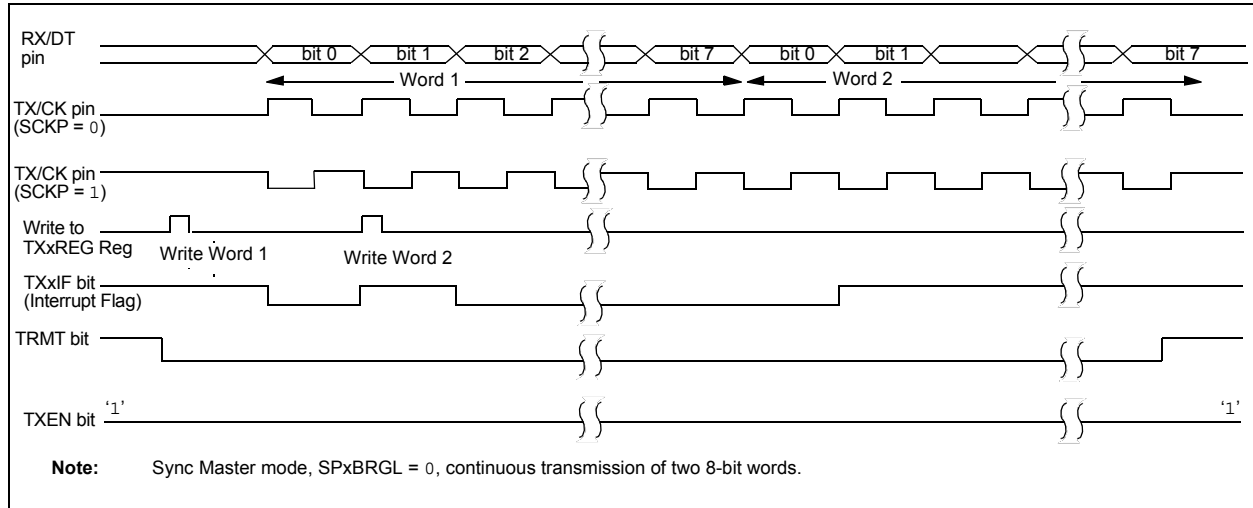 RX/DT
pin
bit 0 bit 1 bit 2 bit 7 bit 0 bit 1 bit 7
Word 1 Word 2
TX/CK pin
(SCKP = 0)
TX/CK pin
(SCKP = 1)
Write to
TXxREG Reg
Write Word 1 Write Word 2
TXxIF bit
(Interrupt Flag)
TRMT bit
TXEN bit '1' '1'
Note: Sync Master mode, SPxBRGL = 0, continuous transmission of two 8-bit words.